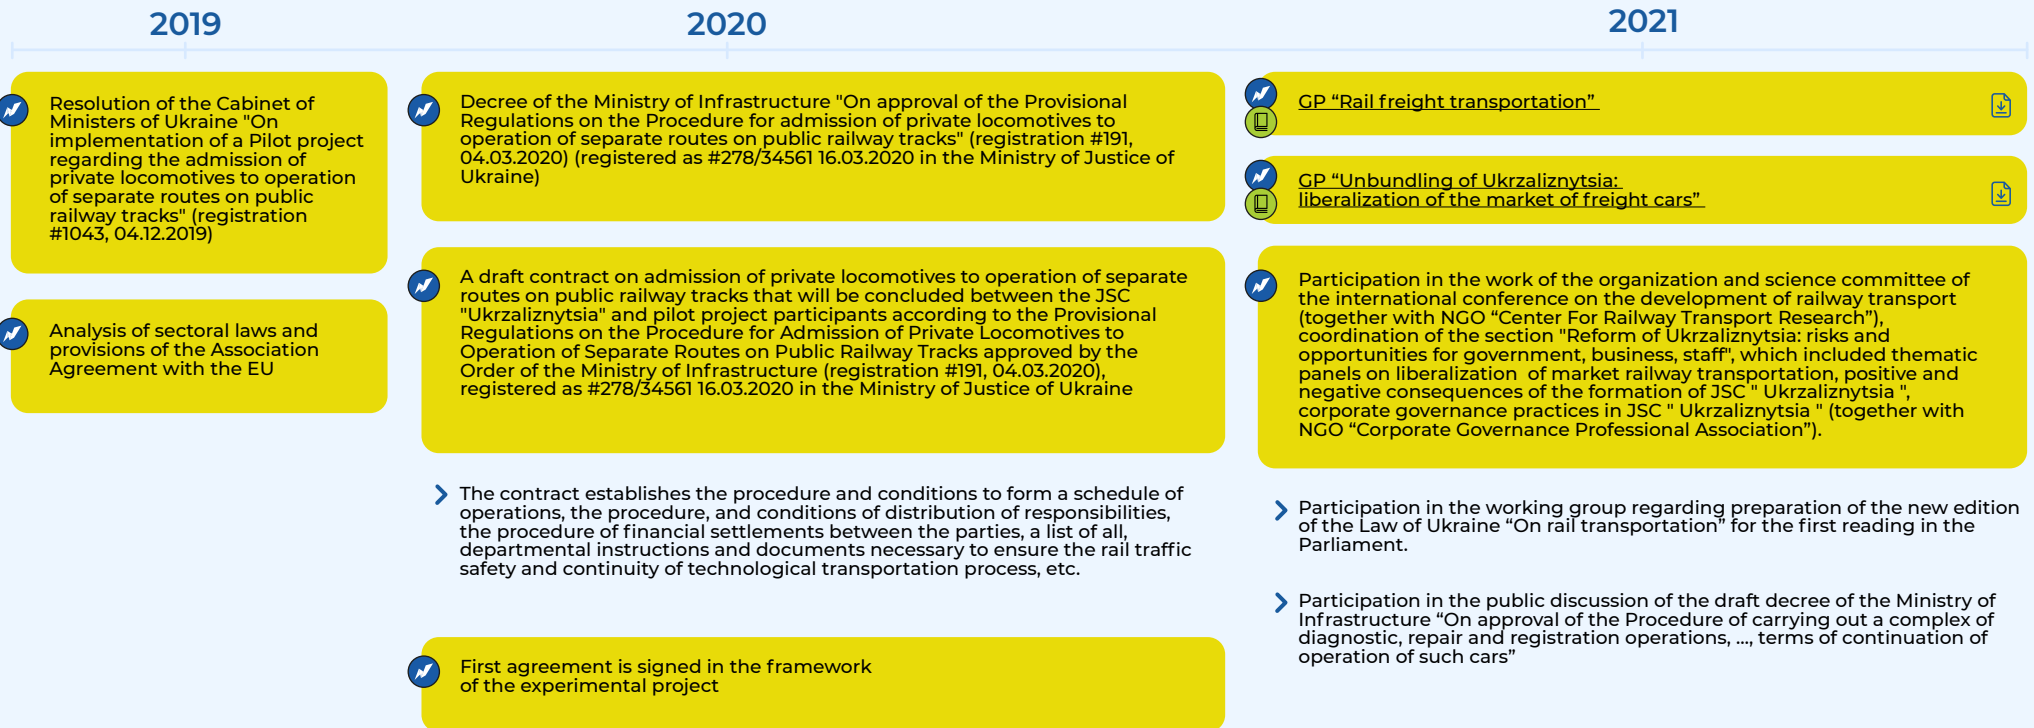 2019
Resolution of the Cabinet of
Ministers of Ukraine "On
implementation of a Pilot project
regarding the admission of
private locomotives to operation
of separate routes on public
railway tracks" (registration
#1043, 04.12.2019)
Analysis of sectoral laws and
provisions of the Association
Agreement with the EU
2020
Decree of the Ministry of Infrastructure "On approval of the Provisional
Regulations on the Procedure for admission of private locomotives to
operation of separate routes on public railway tracks" (registration #191,
04.03.2020) (registered as #278/34561 16.03.2020 in the Ministry of Justice of
Ukraine)
A draft contract on admission of private locomotives to operation of separate
routes on public railway tracks that will be concluded between the JSC
"Ukrzaliznytsia" and pilot project participants according to the Provisional
Regulations on the Procedure for Admission of Private Locomotives to
Operation of Separate Routes on Public Railway Tracks approved by the
Order of the Ministry of Infrastructure (registration #191, 04.03.2020),
registered as #278/34561 16.03.2020 in the Ministry of Justice of Ukraine
The contract establishes the procedure and conditions to form a schedule of
operations, the procedure, and conditions of distribution of responsibilities,
the procedure of financial settlements between the parties, a list of all,
departmental instructions and documents necessary to ensure the rail traffic
safety and continuity of technological transportation process, etc.
First agreement is signed in the framework
of the experimental project
2021
GP “Rail freight transportation”
GP “Unbundling of Ukrzaliznytsia:
liberalization of the market of freight cars”
Participation in the work of the organization and science committee of
the international conference on the development of railway transport
(together with NGO “Center For Railway Transport Research”),
coordination of the section "Reform of Ukrzaliznytsia: risks and
opportunities for government, business, staff", which included thematic
panels on liberalization of market railway transportation, positive and
negative consequences of the formation of JSC " Ukrzaliznytsia ",
corporate governance practices in JSC " Ukrzaliznytsia " (together with
NGO “Corporate Governance Professional Association”).
Participation in the working group regarding preparation of the new edition
of the Law of Ukraine “On rail transportation” for the first reading in the
Parliament.
Participation in the public discussion of the draft decree of the Ministry of
Infrastructure “On approval of the Procedure of carrying out a complex of
diagnostic, repair and registration operations, ..., terms of continuation of
operation of such cars”